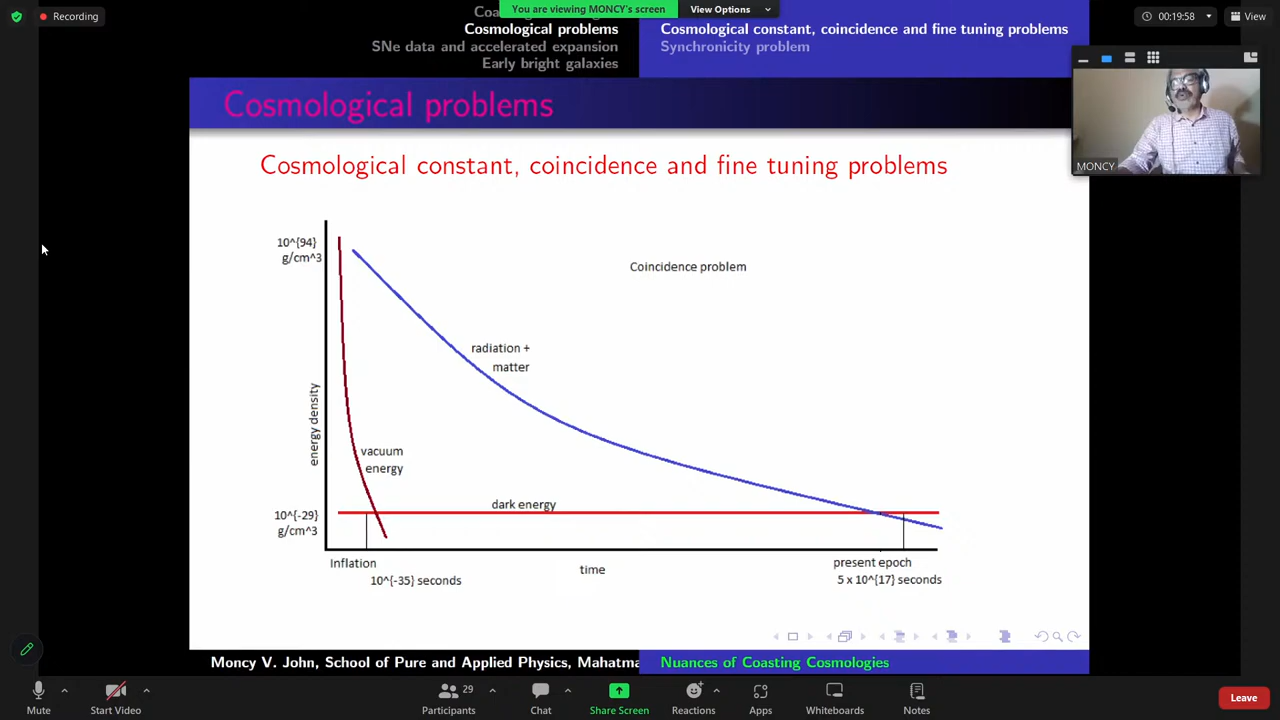 Recording
You are viewing MONCY's screen
View Options
00:19:58
View
Cosmological problems
SNe data and accelerated expansion
Early bright galaxies
Cosmological constant, coincidence and fine tuning problems
Synchronicity problem
MONCY
Cosmological problems
Cosmological constant, coincidence and fine tuning problems
10^{94}
g/cm^3
Coincidence problem
radiation +
matter
energy density
vacuum
energy
dark energy
10^{-29}
g/cm^3
Inflation
10^{-35} seconds
time
present epoch
5 x 10^{17} seconds
Moncy V. John, School of Pure and Applied Physics, Mahatma
Nuances of Coasting Cosmologies
Mute
Start Video
29
Participants
Chat
Share Screen
Reactions
Apps
Whiteboards
Notes
Leave